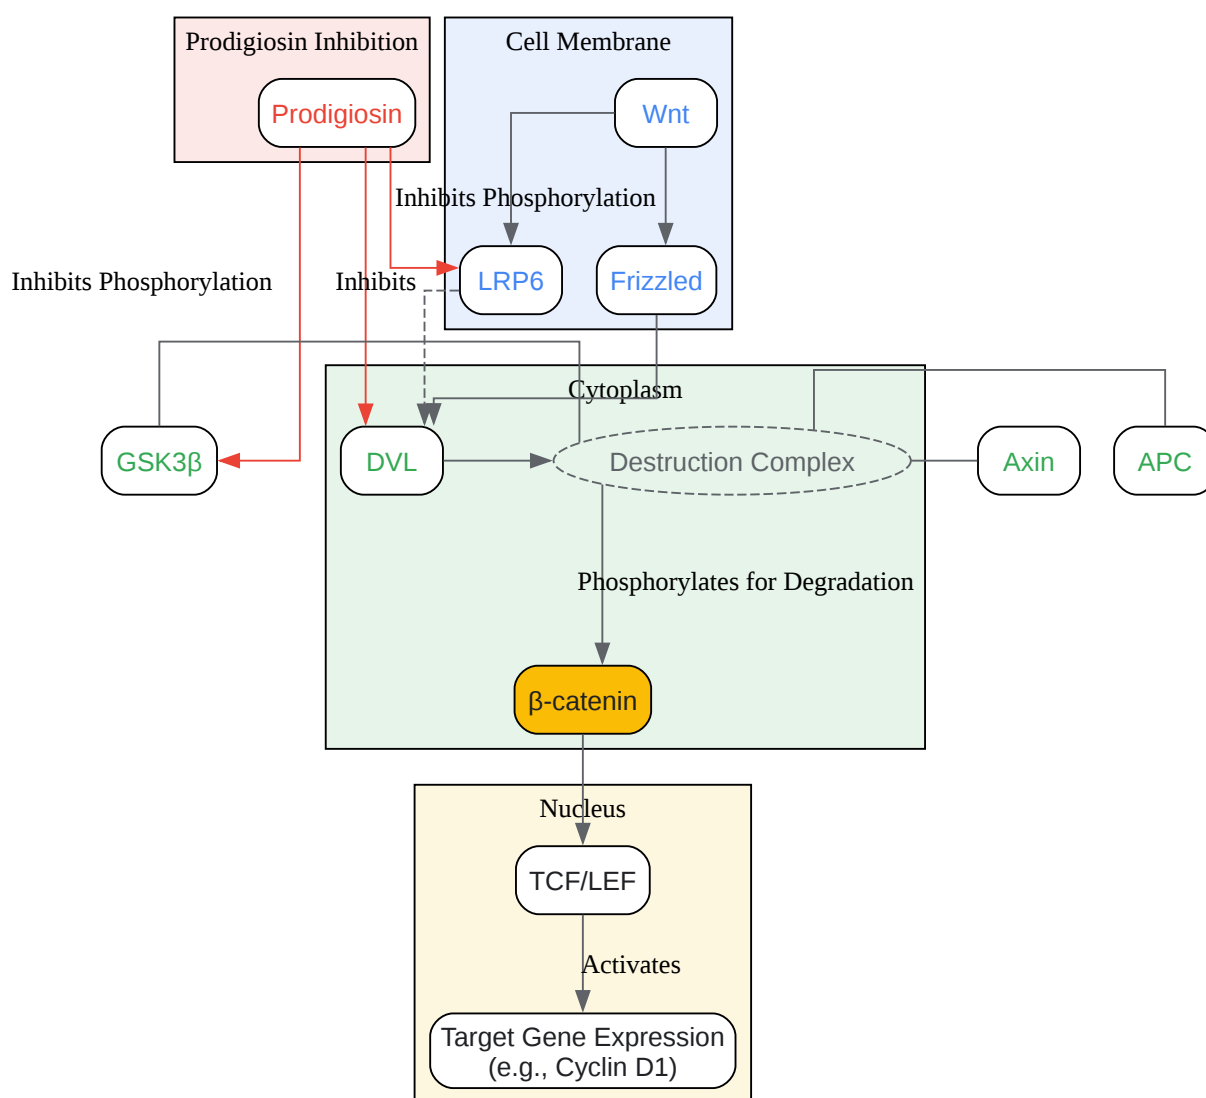 Prodigiosin Inhibition
Cell Membrane
Prodigiosin
Wnt
Inhibits Phosphorylation
Inhibits Phosphorylation
Inhibits
LRP6
Frizzled
Cytoplasm
GSK3β
DVL
Destruction Complex
Axin
APC
Phosphorylates for Degradation
β-catenin
Nucleus
TCF/LEF
Activates
Target Gene Expression
(e.g., Cyclin D1)